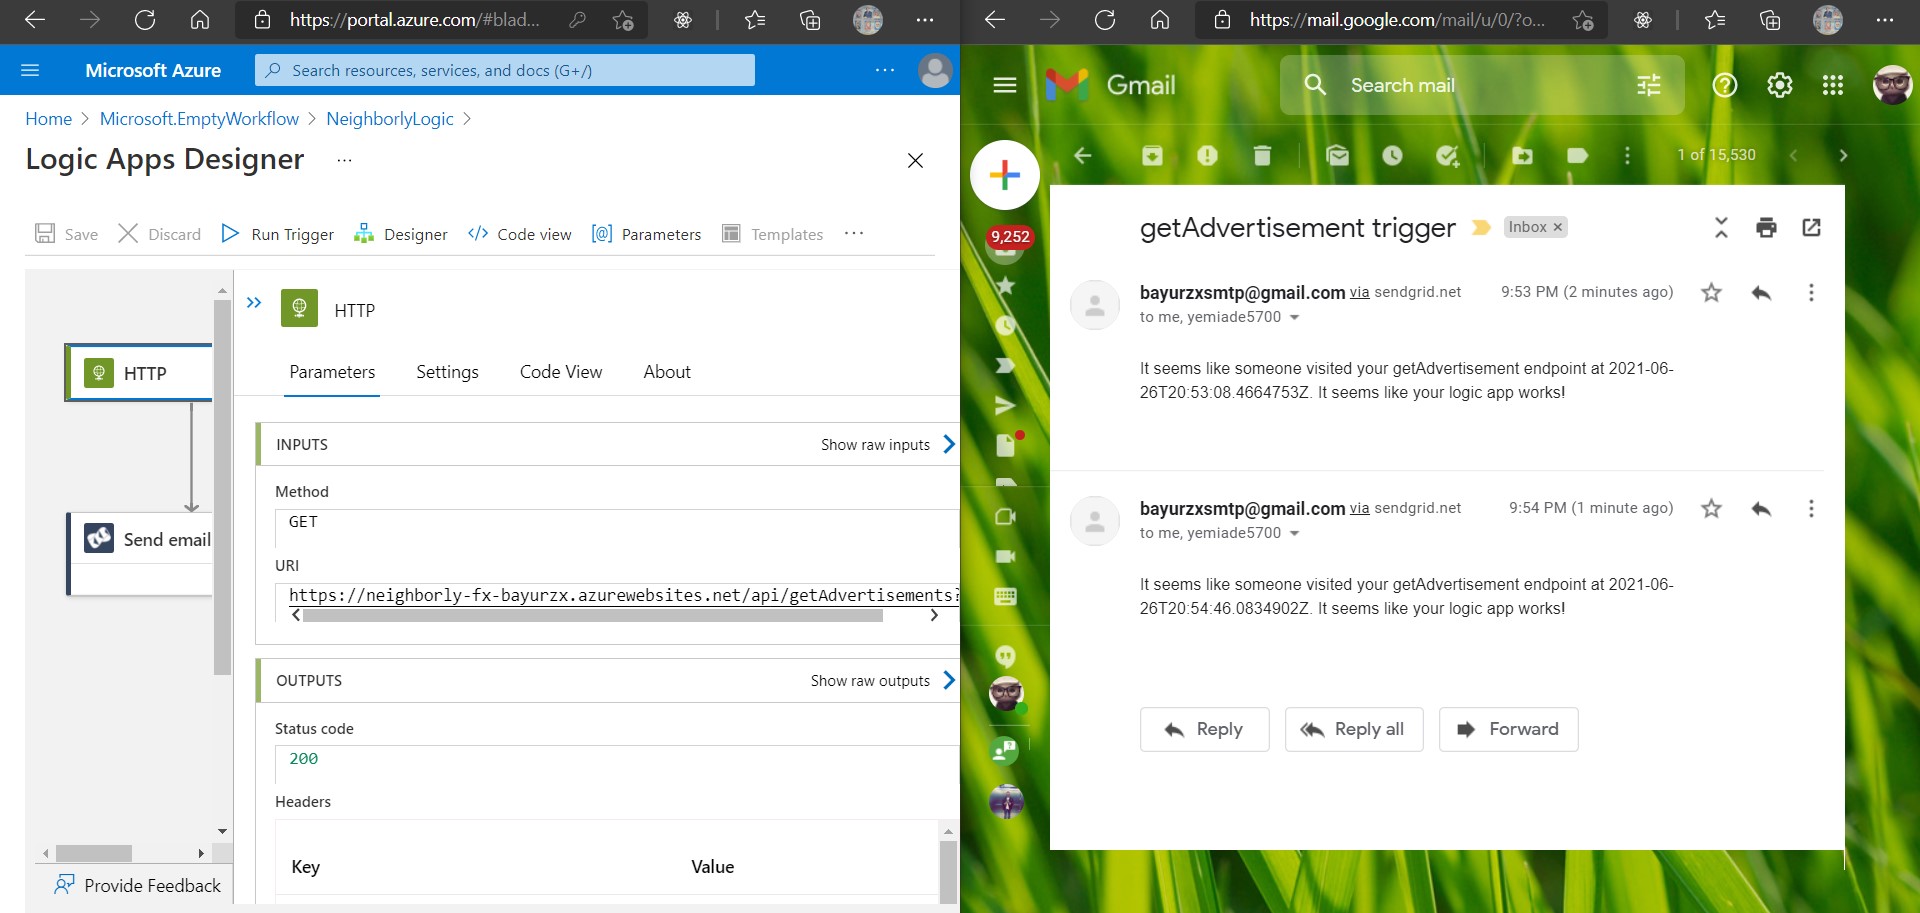 https://portal.azure.com/#blad...
Microsoft Azure
Search resources, services, and docs (G+/)
Home > Microsoft.EmptyWorkflow > NeighborlyLogic >
Logic Apps Designer ...
Save Discard Run Trigger Designer Code view Parameters Templates ...
HTTP
Send email
Provide Feedback
HTTP
Parameters Settings Code View About
INPUTS Show raw inputs
Method
GET
URI
https://neighborly-fx-bayurzx.azurewebsites.net/api/getAdvertisements?
OUTPUTS Show raw outputs
Status code
200
Headers
Key Value
https://mail.google.com/mail/u/0/?o...
Gmail
Search mail
1 of 15,530
9,252
getAdvertisement trigger Inbox ×
bayurzxsmtp@gmail.com via sendgrid.net 9:53 PM (2 minutes ago)
to me, yemiade5700
It seems like someone visited your getAdvertisement endpoint at 2021-06-
26T20:53:08.4664753Z. It seems like your logic app works!
bayurzxsmtp@gmail.com via sendgrid.net 9:54 PM (1 minute ago)
to me, yemiade5700
It seems like someone visited your getAdvertisement endpoint at 2021-06-
26T20:54:46.0834902Z. It seems like your logic app works!
Reply Reply all Forward